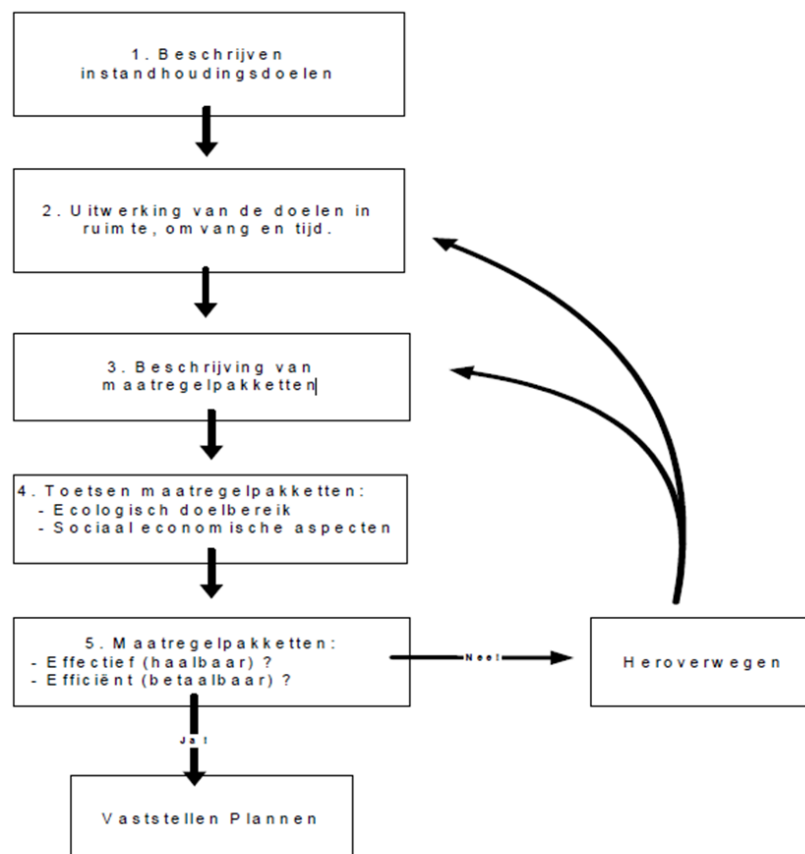 1. Beschrijven
instandhoudingsdoelen
2. Uitwerking van de doelen in
ruimte, omvang en tijd.
3. Beschrijving van
maatregelpakketten
4. Toetsen maatregelpakketten:
- Ecologisch doelbereik
- Sociaal economische aspecten
5. Maatregelpakketten:
- Effectief (haalbaar) ?
- Efficiënt (betaalbaar) ?
Nee!
Heroverwegen
Ja!
Vaststellen Plannen